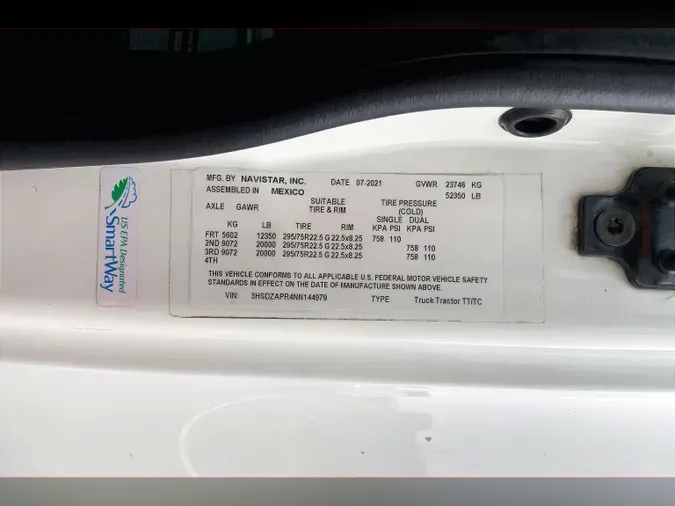 MFG. BY NAVISTAR, INC. DATE 07-2021 GVWR 23746 KG
ASSEMBLED IN MEXICO 52350 LB
AXLE GAWR SUITABLE TIRE & RIM TIRE PRESSURE (COLD)
SINGLE DUAL
KG LB TIRE RIM KPA PSI KPA PSI
FRT 5602 12350 295/75R22.5 G 22.5x8.25 758 110
2ND 9072 20000 295/75R22.5 G 22.5x8.25 758 110
3RD 9072 20000 295/75R22.5 G 22.5x8.25 758 110
4TH
THIS VEHICLE CONFORMS TO ALL APPLICABLE U.S. FEDERAL MOTOR VEHICLE SAFETY
STANDARDS IN EFFECT ON THE DATE OF MANUFACTURE SHOWN ABOVE.
VIN: 3HSDZAPR4NN144979 TYPE Truck Tractor TT/TC
US EPA Designated
SmartWay